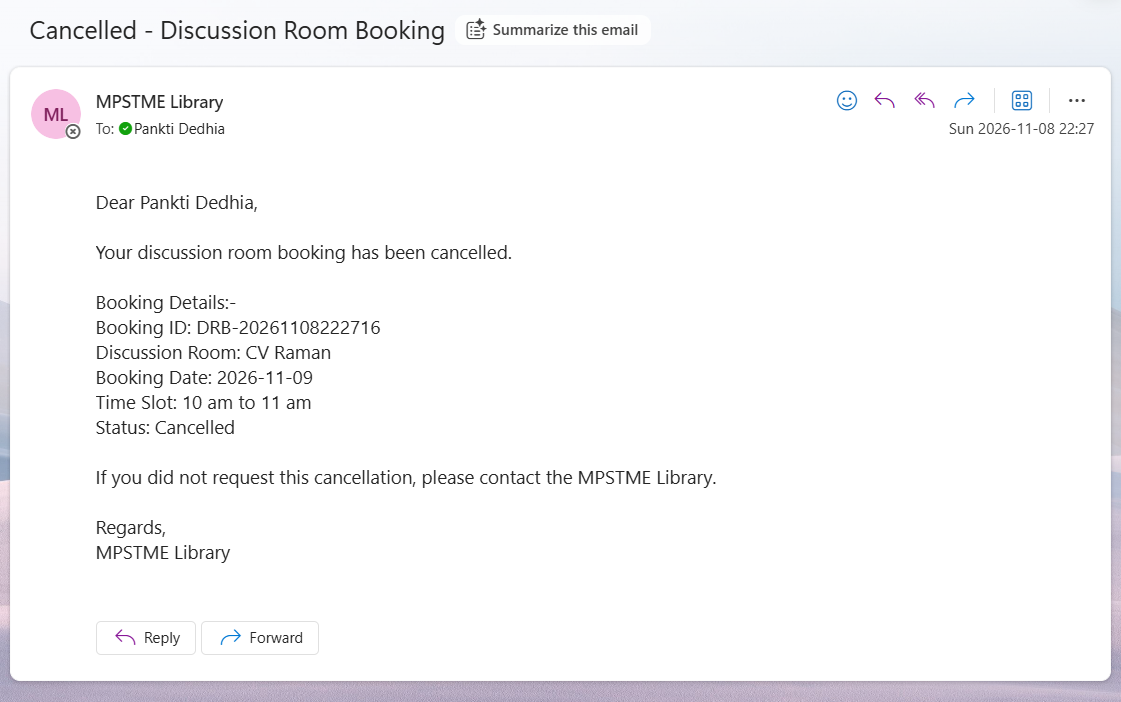 Cancelled - Discussion Room Booking
Summarize this email
ML
MPSTME Library
To: Pankti Dedhia
Sun 2026-11-08 22:27
Dear Pankti Dedhia,
Your discussion room booking has been cancelled.
Booking Details:-
Booking ID: DRB-20261108222716
Discussion Room: CV Raman
Booking Date: 2026-11-09
Time Slot: 10 am to 11 am
Status: Cancelled
If you did not request this cancellation, please contact the MPSTME Library.
Regards,
MPSTME Library
Reply
Forward